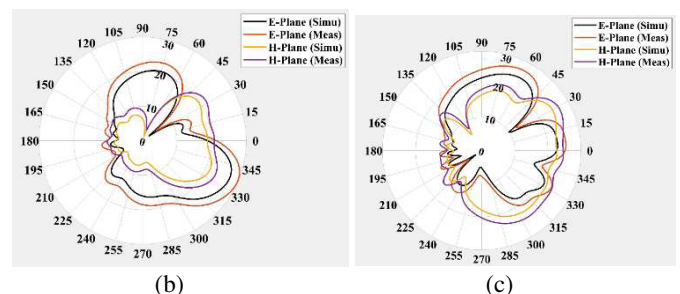 105 90 75
120 30 60
135 45
150 20 30
165 10 15
180 0 0
195 345
210 330
225 315
240 300
255 270 285
E-Plane (Simu)
E-Plane (Meas)
H-Plane (Simu)
H-Plane (Meas)
(b)
105 90 75
120 30 60
135 45
150 20 30
165 10 15
180 0 0
195 345
210 330
225 315
240 300
255 270 285
E-Plane (Simu)
E-Plane (Meas)
H-Plane (Simu)
H-Plane (Meas)
(c)